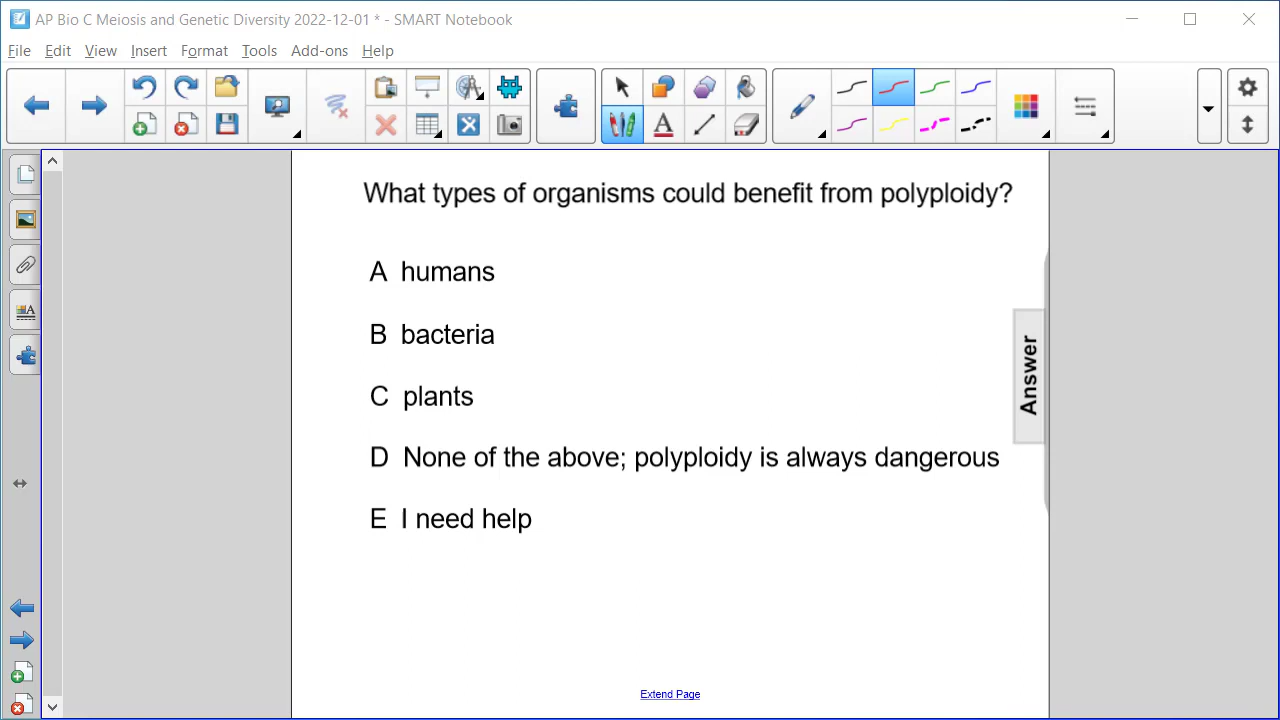 AP Bio C Meiosis and Genetic Diversity 2022-12-01 * - SMART Notebook
File Edit View Insert Format Tools Add-ons Help
What types of organisms could benefit from polyploidy?
A humans
B bacteria
C plants
D None of the above; polyploidy is always dangerous
E I need help
Answer
Extend Page